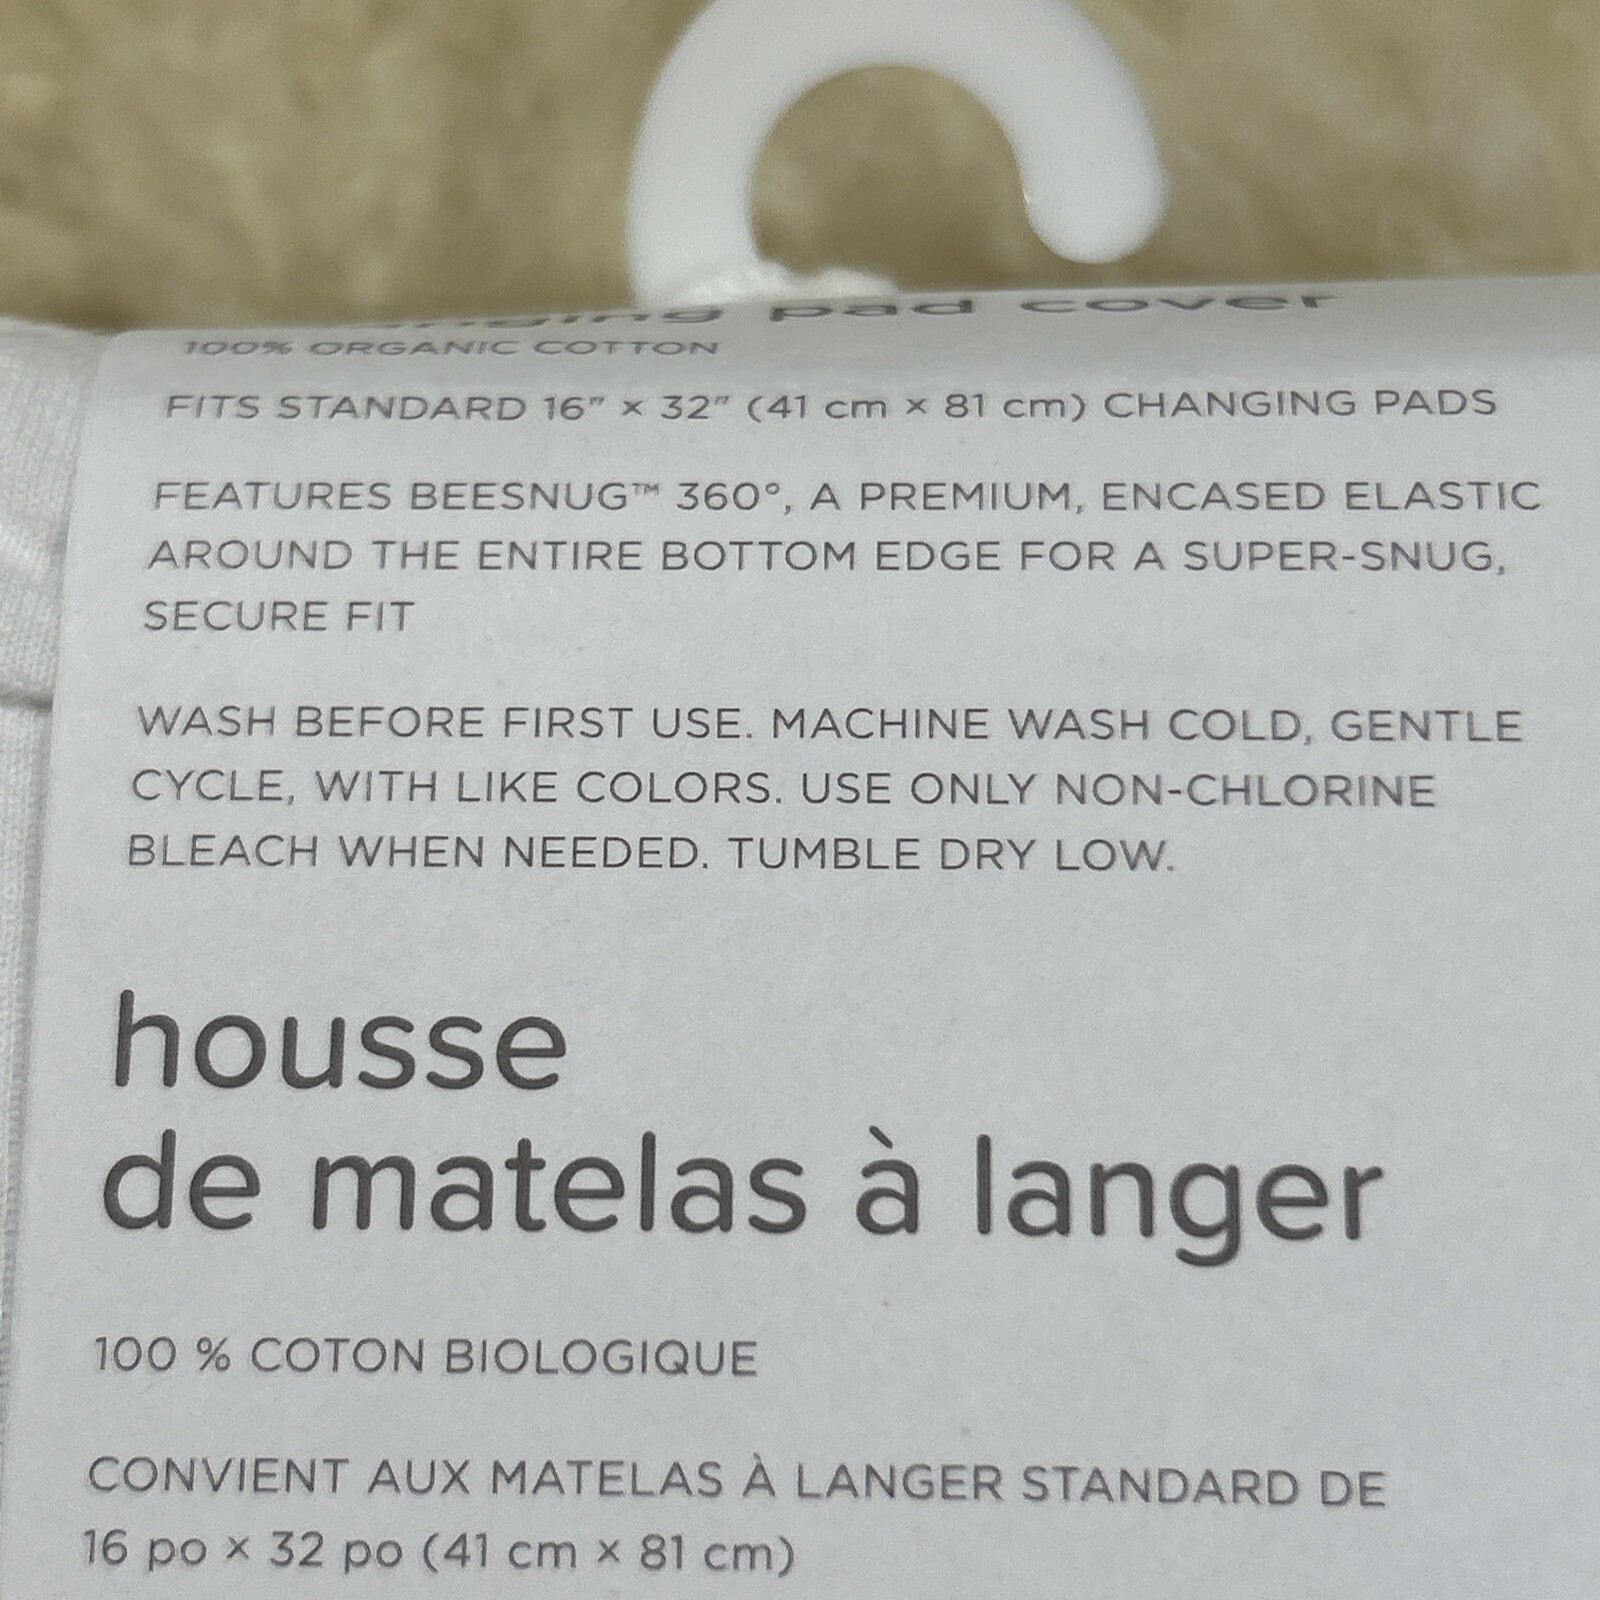 pad cover
100% ORGANIC COTTON
FITS STANDARD 16″ × 32″ (41 cm × 81 cm) CHANGING PADS
FEATURES BEESNUG™ 360°, A PREMIUM, ENCASED ELASTIC
AROUND THE ENTIRE BOTTOM EDGE FOR A SUPER-SNUG,
SECURE FIT
WASH BEFORE FIRST USE. MACHINE WASH COLD, GENTLE
CYCLE, WITH LIKE COLORS. USE ONLY NON-CHLORINE
BLEACH WHEN NEEDED. TUMBLE DRY LOW.
housse
de matelas à langer
100 % COTON BIOLOGIQUE
CONVIENT AUX MATELAS À LANGER STANDARD DE
16 po × 32 po (41 cm × 81 cm)